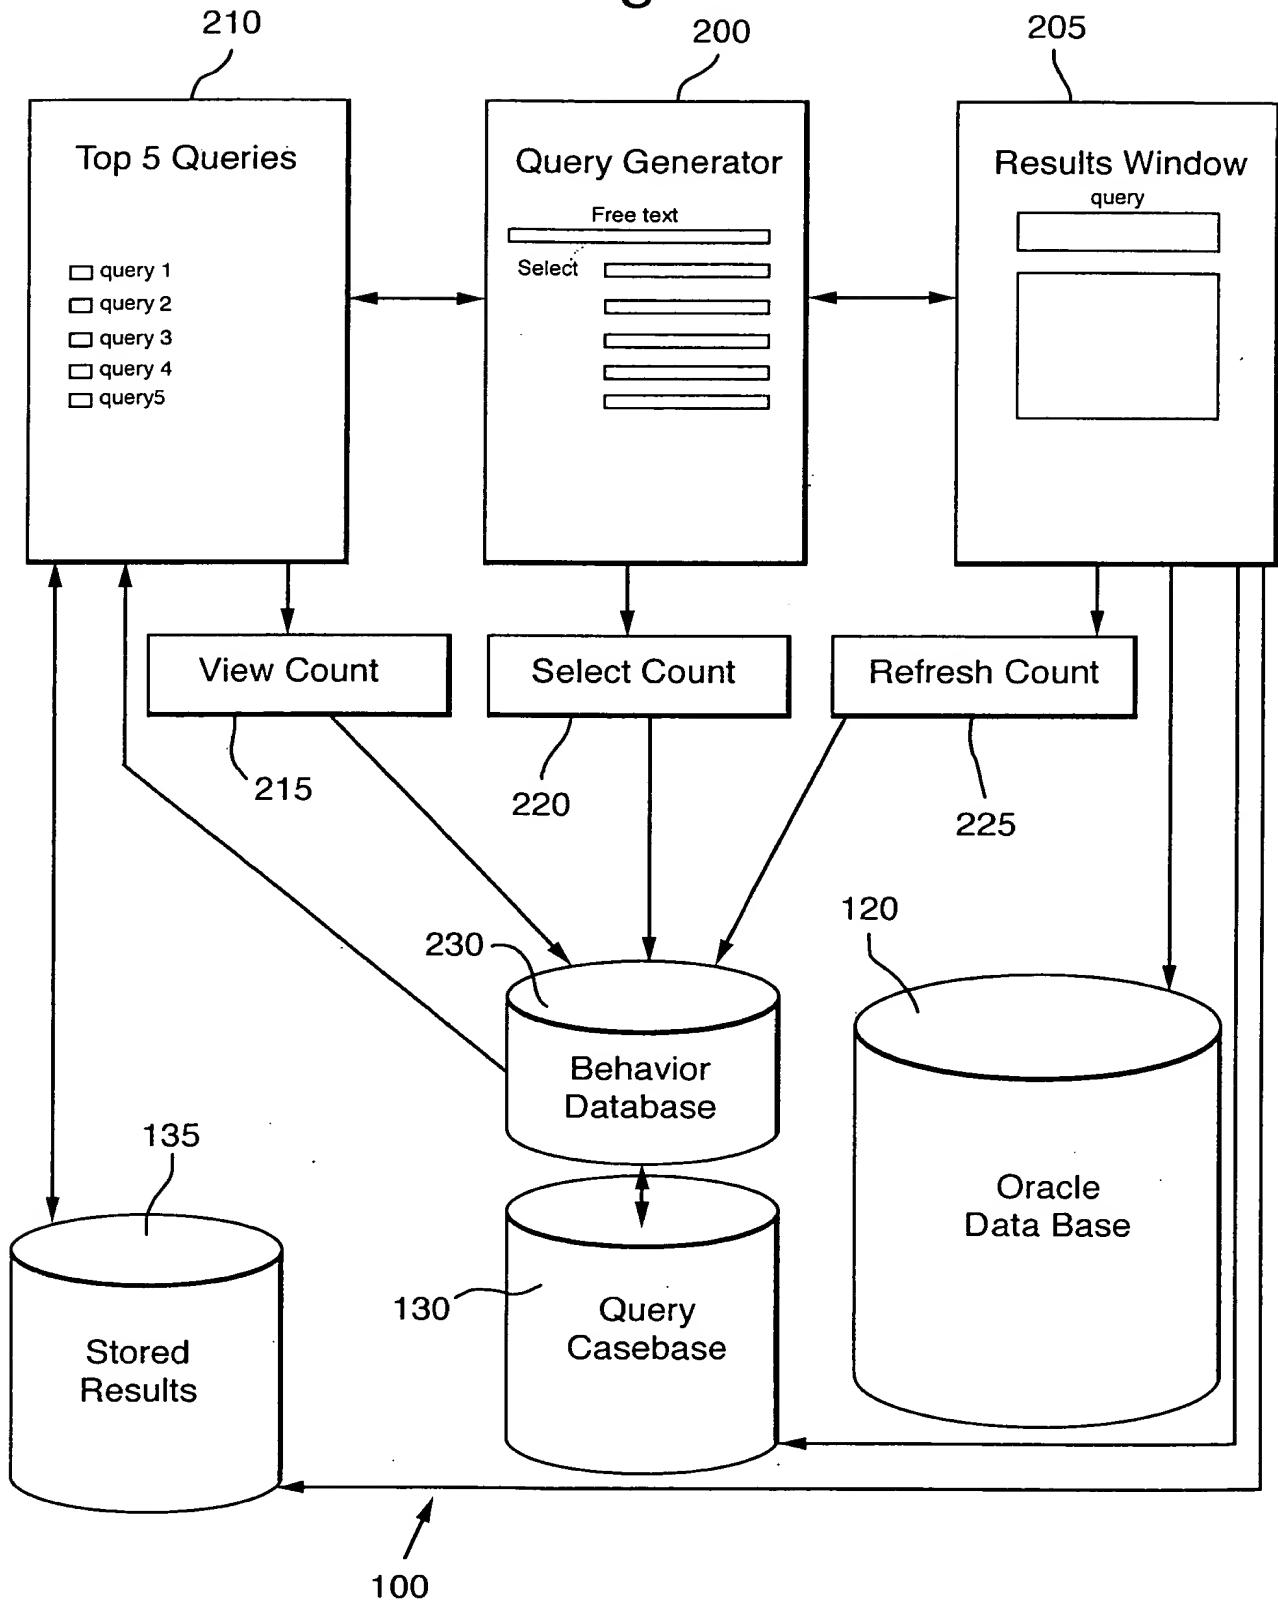 210
200
205
Top 5 Queries
Query Generator
Results Window
query
Free text
Select
query 1
query 2
query 3
query 4
query5
View Count
Select Count
Refresh Count
215
220
225
120
230
Behavior
Database
135
Oracle
Data Base
130
Query
Casebase
Stored
Results
100